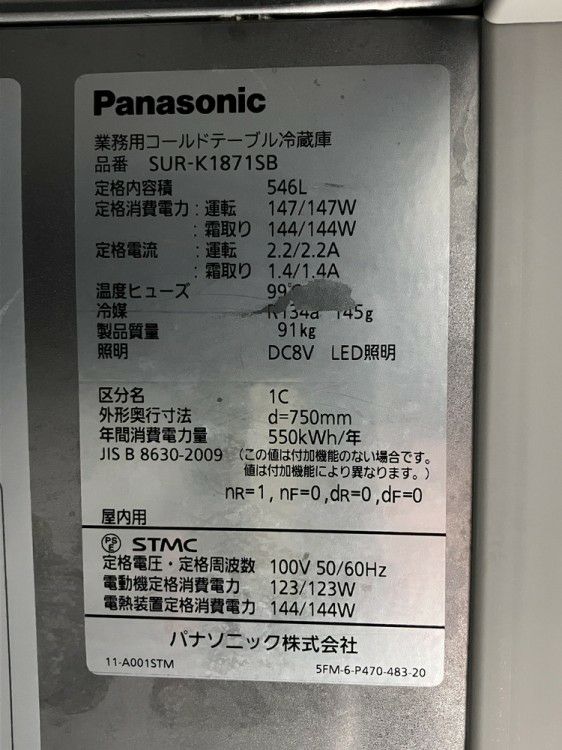 Panasonic
業務用コールドテーブル冷蔵庫
品番 SUR-K1871SB
定格内容積 546L
定格消費電力：運転 147/147W
：霜取り 144/144W
定格電流 ：運転 2.2/2.2A
：霜取り 1.4/1.4A
温度ヒューズ 99℃
冷媒 R134a 145g
製品質量 91kg
照明 DC8V LED照明
区分名 1C
外形奥行寸法 d=750mm
年間消費電力量 550kWh/年
JIS B 8630-2009 （この値は付加機能のない場合です。
値は付加機能により異なります。）
nR=1, nF=0,dR=0,dF=0
屋内用
PSE STMC
定格電圧・定格周波数 100V 50/60Hz
電動機定格消費電力 123/123W
電熱装置定格消費電力 144/144W
パナソニック株式会社
11-A001STM 5FM-6-P470-483-20